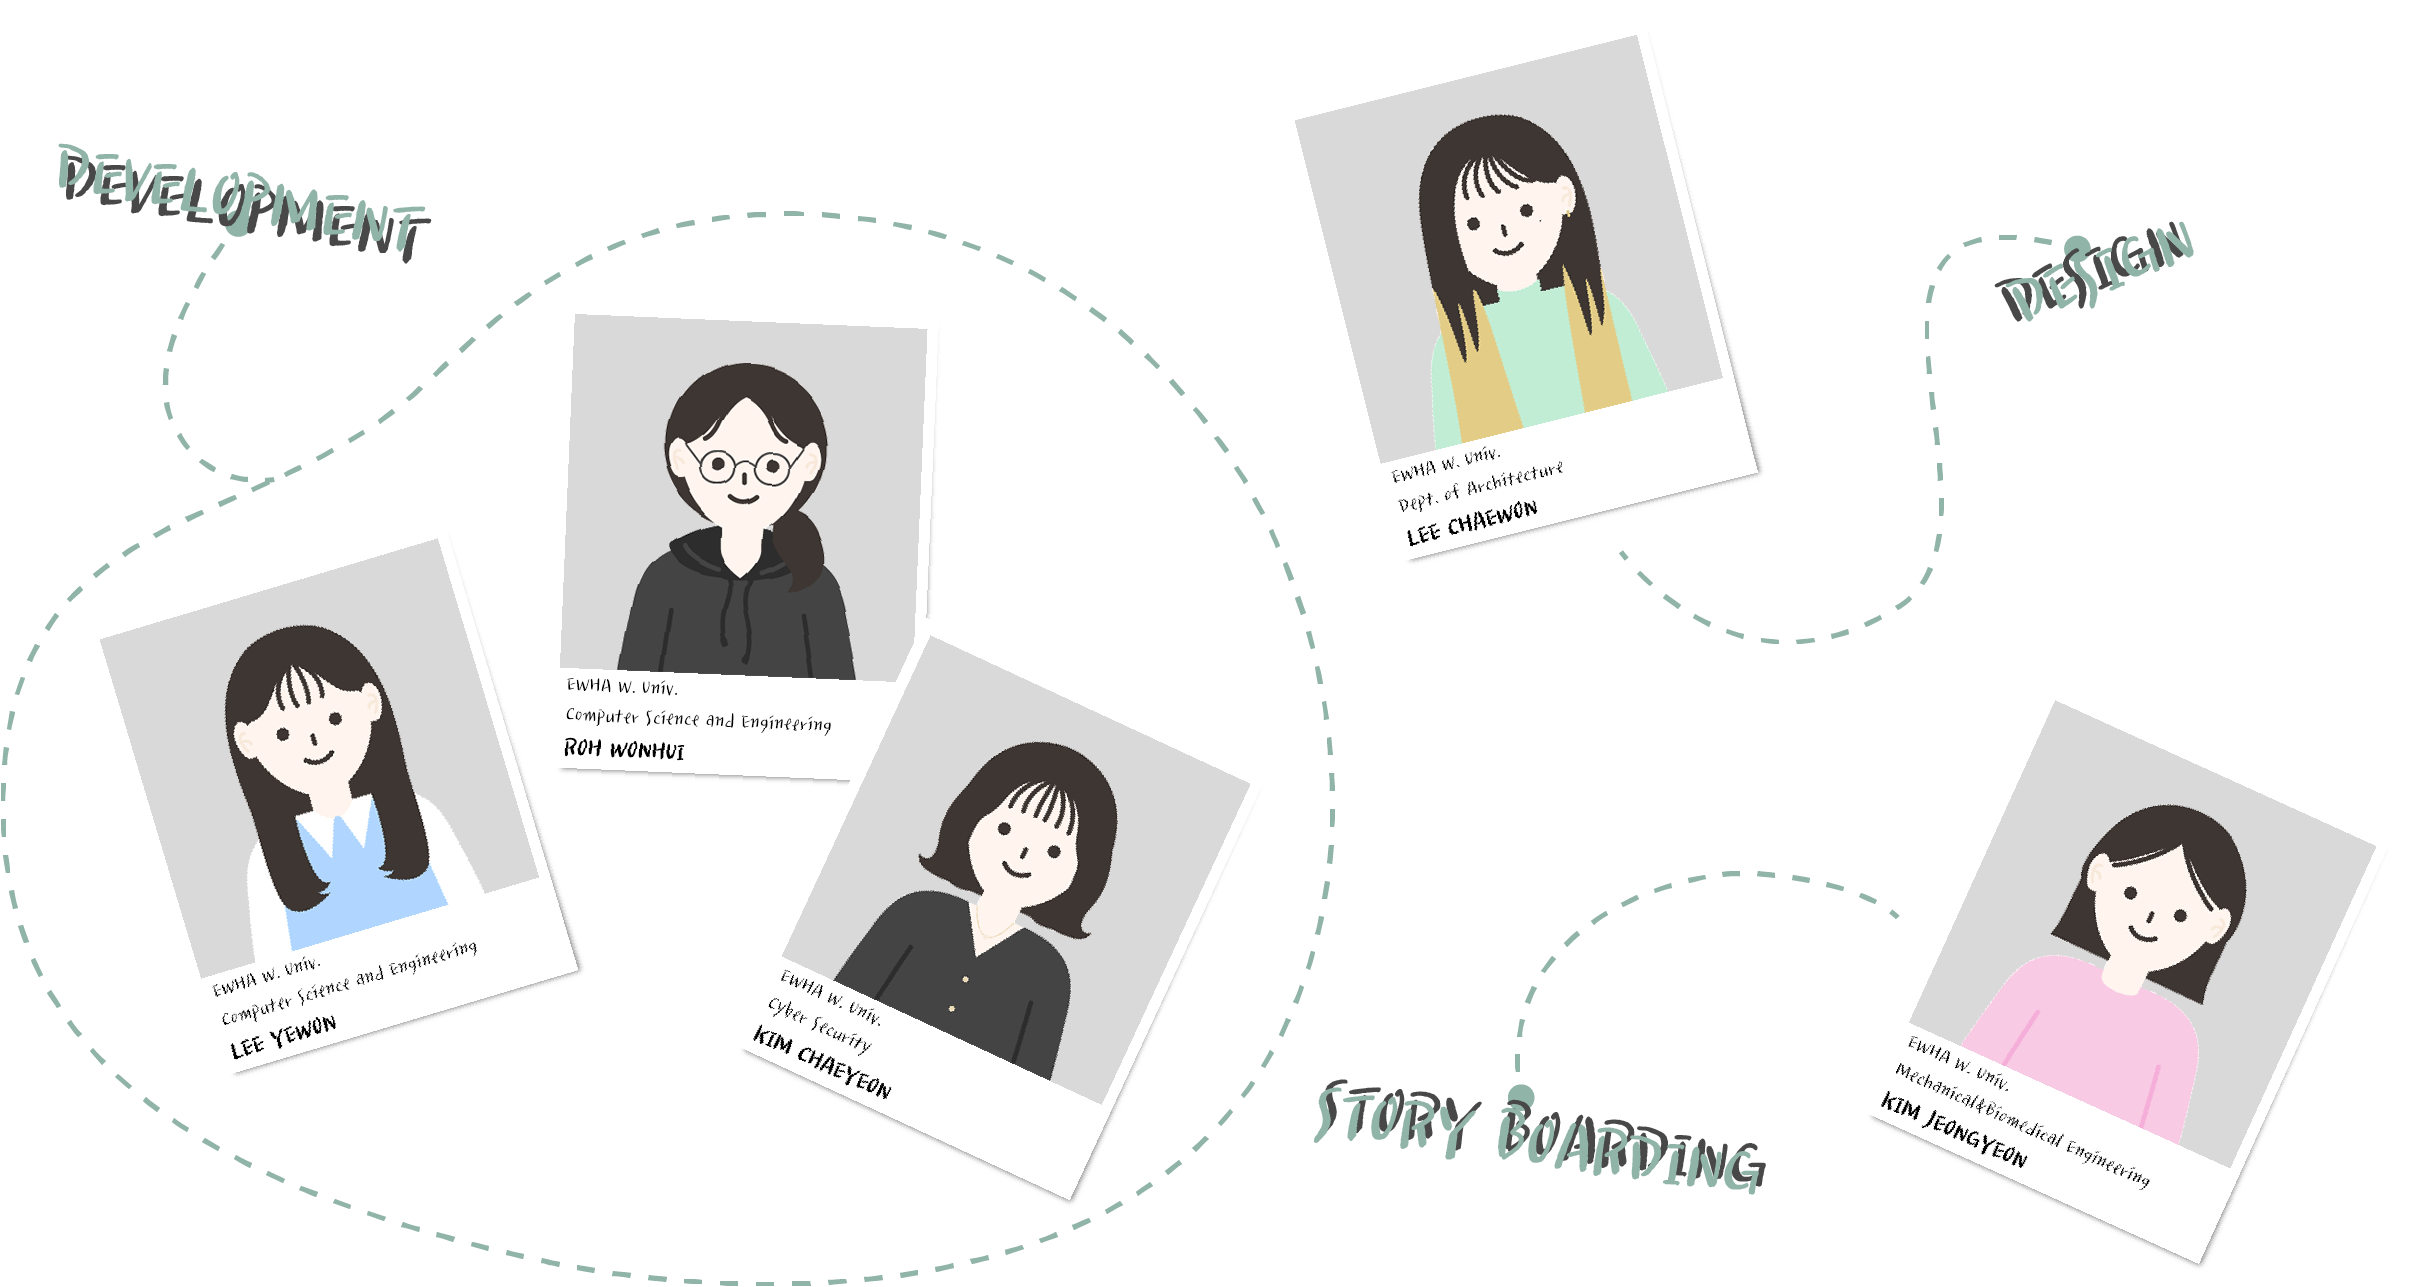 DEVELOPMENT
EWHA W. Univ.
Computer Science and Engineering
ROH WONHUI
EWHA W. Univ.
Computer Science and Engineering
LEE YEWON
EWHA W. Univ.
Cyber Security
KIM CHAEYEON
EWHA W. Univ.
Dept. of Architecture
LEE CHAEWON
DESIGN
STORY BOARDING
EWHA W. Univ.
Mechanical&Biomedical Engineering
KIM JEONGYEON